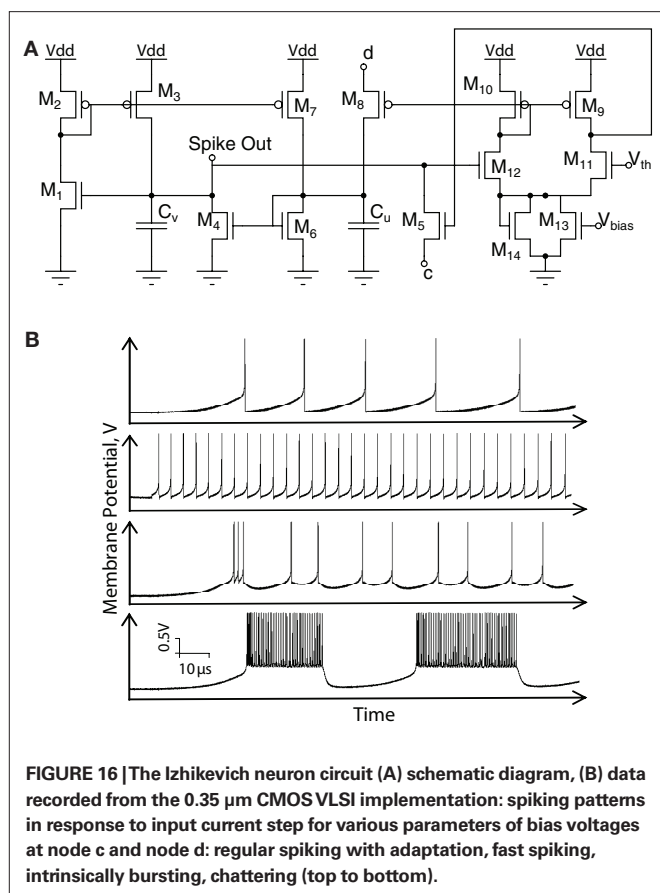 A
Vdd Vdd Vdd d Vdd Vdd
M2 M3 M7 M8 M10 M9
Spike Out
M12 M11 Vth
M1
Cv M4 M6 Cu M5 M13 Vbias
M14
c
B
Membrane Potential, V
0.5V
10 µs
Time
FIGURE 16 | The Izhikevich neuron circuit (A) schematic diagram, (B) data
recorded from the 0.35 µm CMOS VLSI implementation: spiking patterns
in response to input current step for various parameters of bias voltages
at node c and node d: regular spiking with adaptation, fast spiking,
intrinsically bursting, chattering (top to bottom).